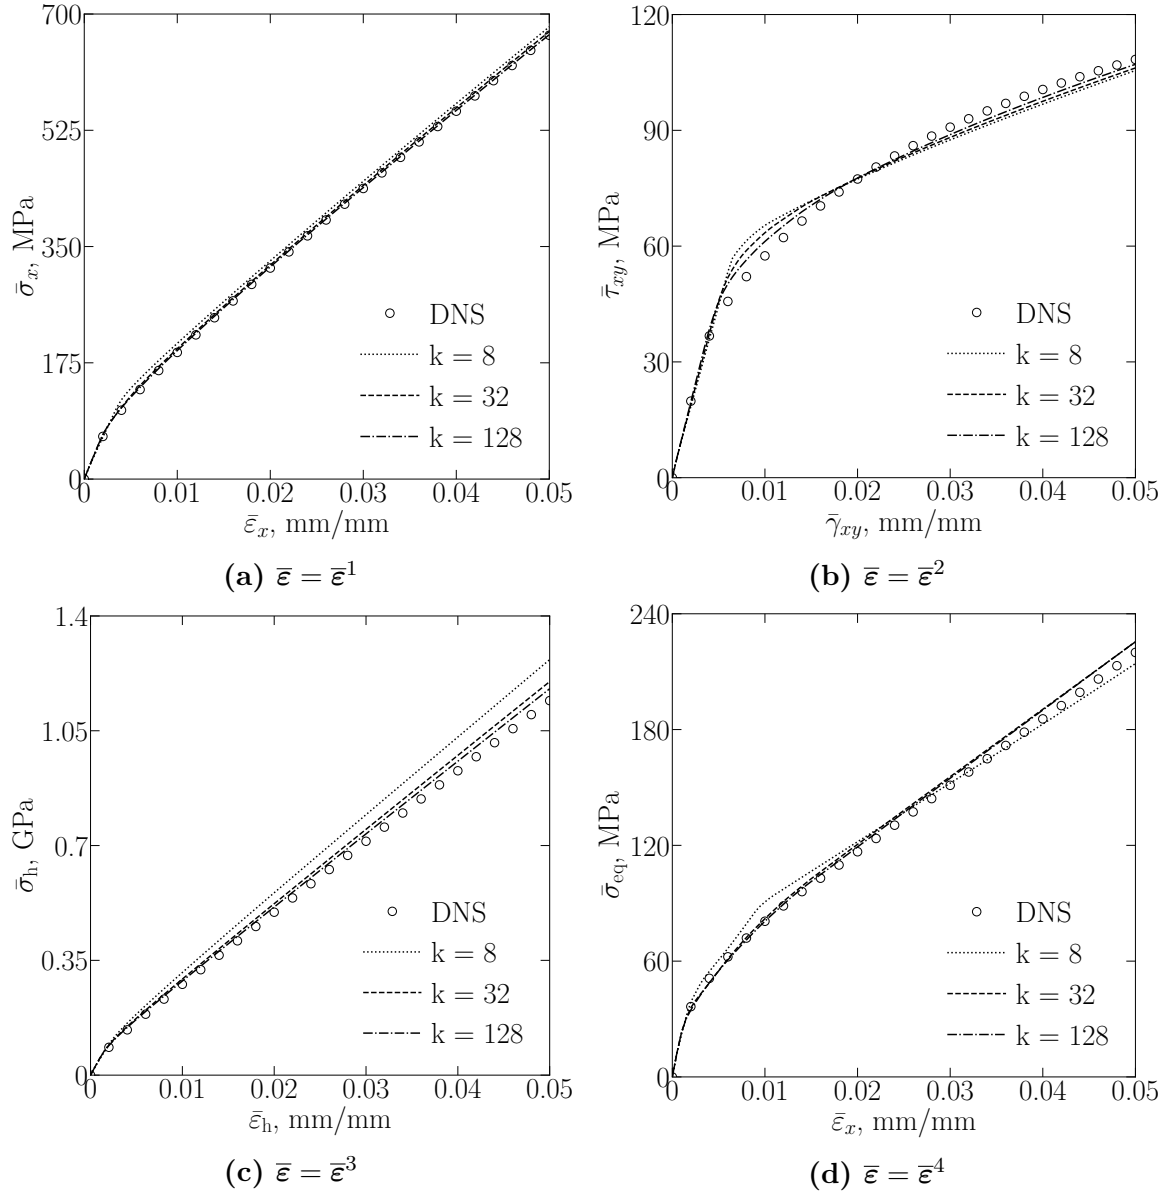 700
525
350
175
0
σ̄x, MPa
DNS
k = 8
k = 32
k = 128
0 0.01 0.02 0.03 0.04 0.05
ε̄x, mm/mm
(a) ε̄ = ε̄¹
120
90
60
30
0
τ̄xy, MPa
DNS
k = 8
k = 32
k = 128
0 0.01 0.02 0.03 0.04 0.05
γ̄xy, mm/mm
(b) ε̄ = ε̄²
1.4
1.05
0.7
0.35
0
σ̄h, GPa
DNS
k = 8
k = 32
k = 128
0 0.01 0.02 0.03 0.04 0.05
ε̄h, mm/mm
(c) ε̄ = ε̄³
240
180
120
60
0
σ̄eq, MPa
DNS
k = 8
k = 32
k = 128
0 0.01 0.02 0.03 0.04 0.05
ε̄x, mm/mm
(d) ε̄ = ε̄⁴